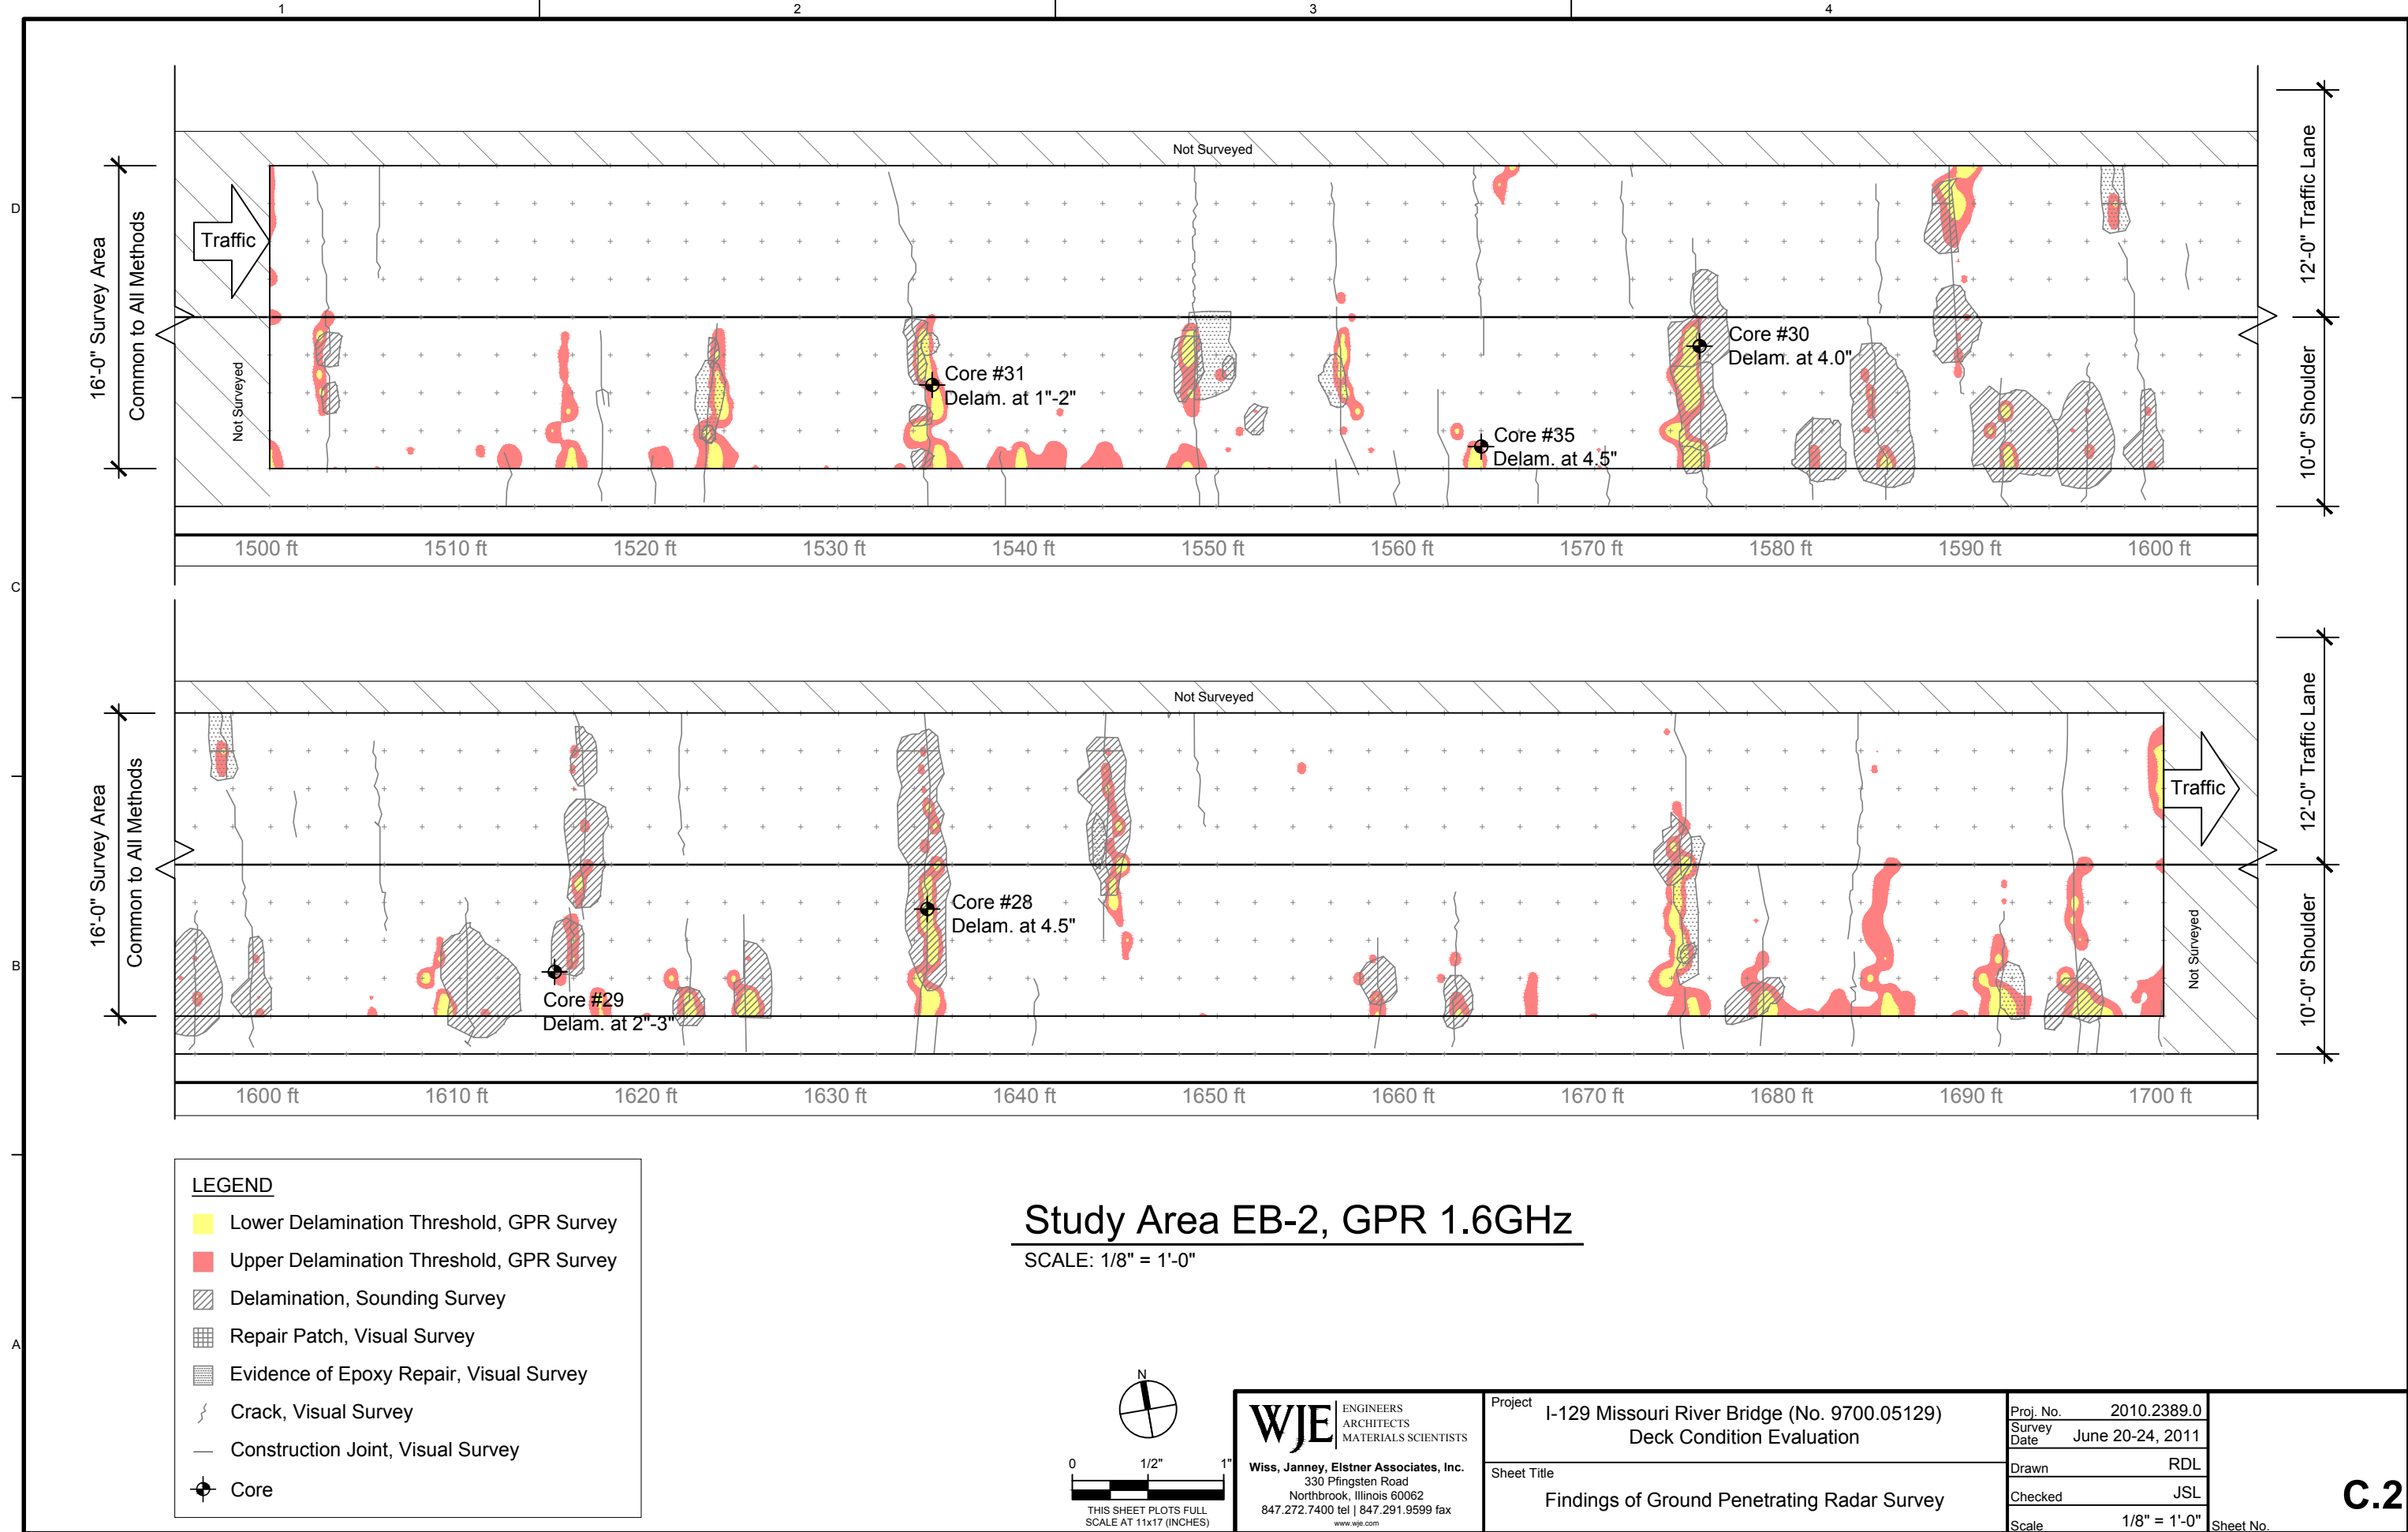 1 2 3 4
D
C
B
A
Not Surveyed
16'-0" Survey Area
Common to All Methods
Traffic
Not Surveyed
12'-0" Traffic Lane
10'-0" Shoulder
Core #31
Delam. at 1"-2"
Core #35
Delam. at 4.5"
Core #30
Delam. at 4.0"
1500 ft 1510 ft 1520 ft 1530 ft 1540 ft 1550 ft 1560 ft 1570 ft 1580 ft 1590 ft 1600 ft
Not Surveyed
16'-0" Survey Area
Common to All Methods
Core #29
Delam. at 2"-3"
Core #28
Delam. at 4.5"
Traffic
Not Surveyed
12'-0" Traffic Lane
10'-0" Shoulder
1600 ft 1610 ft 1620 ft 1630 ft 1640 ft 1650 ft 1660 ft 1670 ft 1680 ft 1690 ft 1700 ft
LEGEND
Lower Delamination Threshold, GPR Survey
Upper Delamination Threshold, GPR Survey
Delamination, Sounding Survey
Repair Patch, Visual Survey
Evidence of Epoxy Repair, Visual Survey
Crack, Visual Survey
Construction Joint, Visual Survey
Core
Study Area EB-2, GPR 1.6GHz
SCALE: 1/8" = 1'-0"
N
0 1/2" 1"
THIS SHEET PLOTS FULL
SCALE AT 11x17 (INCHES)
WJE
ENGINEERS
ARCHITECTS
MATERIALS SCIENTISTS
Wiss, Janney, Elstner Associates, Inc.
330 Pfingsten Road
Northbrook, Illinois 60062
847.272.7400 tel | 847.291.9599 fax
www.wje.com
Project
I-129 Missouri River Bridge (No. 9700.05129)
Deck Condition Evaluation
Sheet Title
Findings of Ground Penetrating Radar Survey
Proj. No. 2010.2389.0
Survey Date June 20-24, 2011
Drawn RDL
Checked JSL
Scale 1/8" = 1'-0"
C.2
Sheet No.